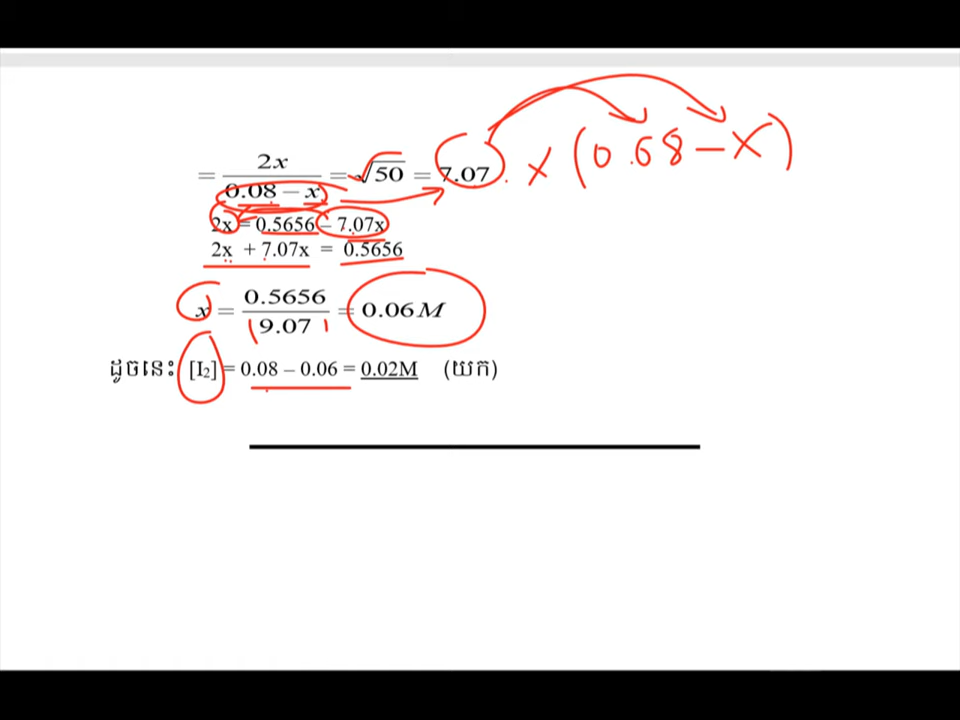 = 2x / 0.08 − x = √50 = 7.07 . x (0.08 − x)
2x = 0.5656 – 7.07x
2x + 7.07x = 0.5656
x = 0.5656 / 9.07 = 0.06M
ដូចនេះ [I₂] = 0.08 – 0.06 = 0.02M (យក)